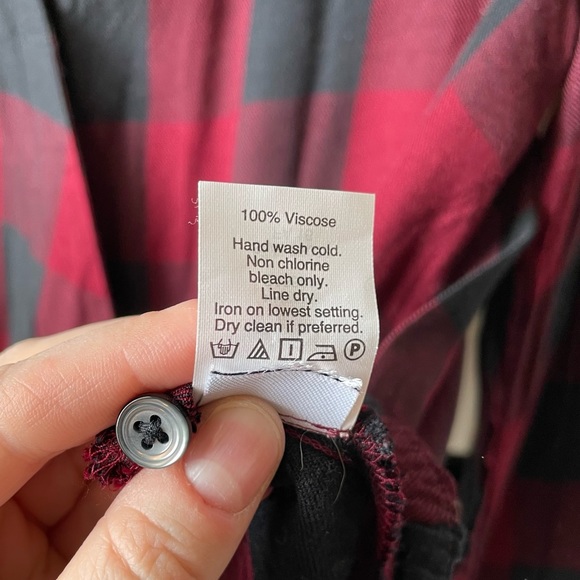 100% Viscose
Hand wash cold.
Non chlorine
bleach only.
Line dry.
Iron on lowest setting.
Dry clean if preferred.
P